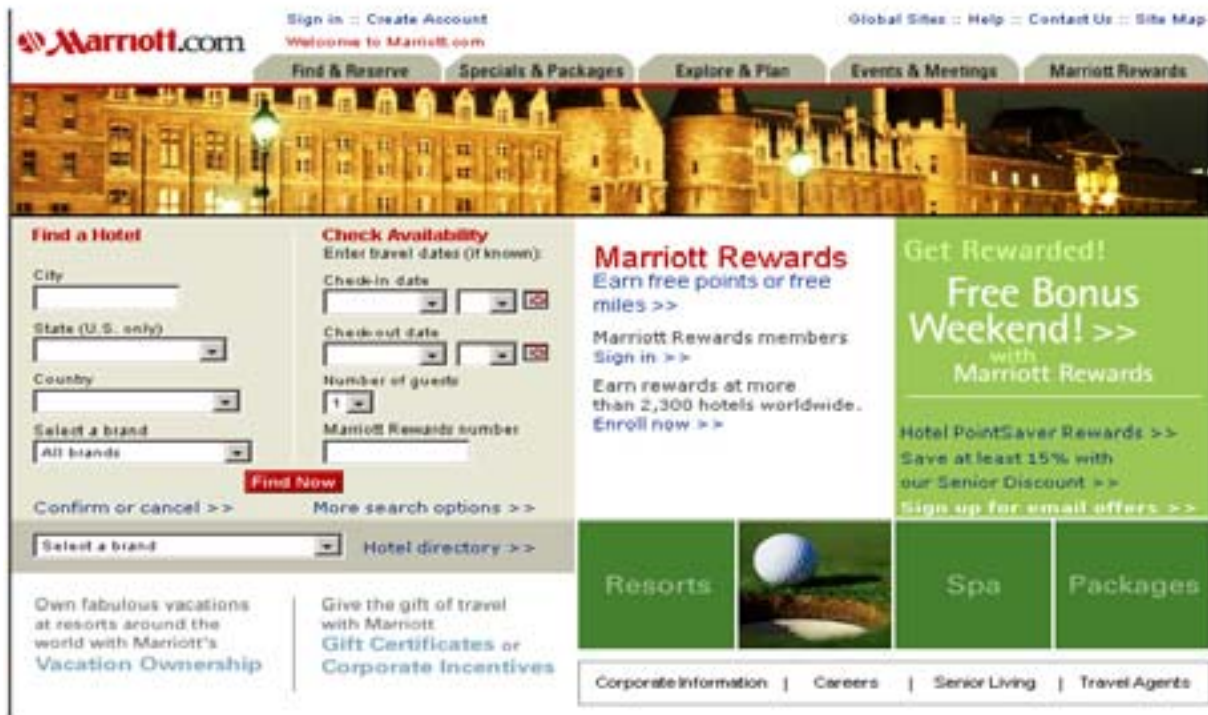 Sign in :: Create Account
Global Sites :: Help :: Contact Us :: Site Map
Marriott.com
Welcome to Marriott.com
Find & Reserve
Specials & Packages
Explore & Plan
Events & Meetings
Marriott Rewards
Find a Hotel
City
State (U.S. only)
Country
Select a brand
All brands
Check Availability
Enter travel dates (if known):
Check-in date
Check-out date
Number of guests
1
Marriott Rewards number
Find Now
Confirm or cancel >>
More search options >>
Select a brand
Hotel directory >>
Marriott Rewards
Earn free points or free
miles >>
Marriott Rewards members
Sign in >>
Earn rewards at more
than 2,300 hotels worldwide.
Enroll now >>
Get Rewarded!
Free Bonus
Weekend! >>
with
Marriott Rewards
Hotel PointSaver Rewards >>
Save at least 15% with
our Senior Discount >>
Sign up for email offers >>
Own fabulous vacations
at resorts around the
world with Marriott's
Vacation Ownership
Give the gift of travel
with Marriott
Gift Certificates or
Corporate Incentives
Resorts
Spa
Packages
Corporate Information | Careers | Senior Living | Travel Agents